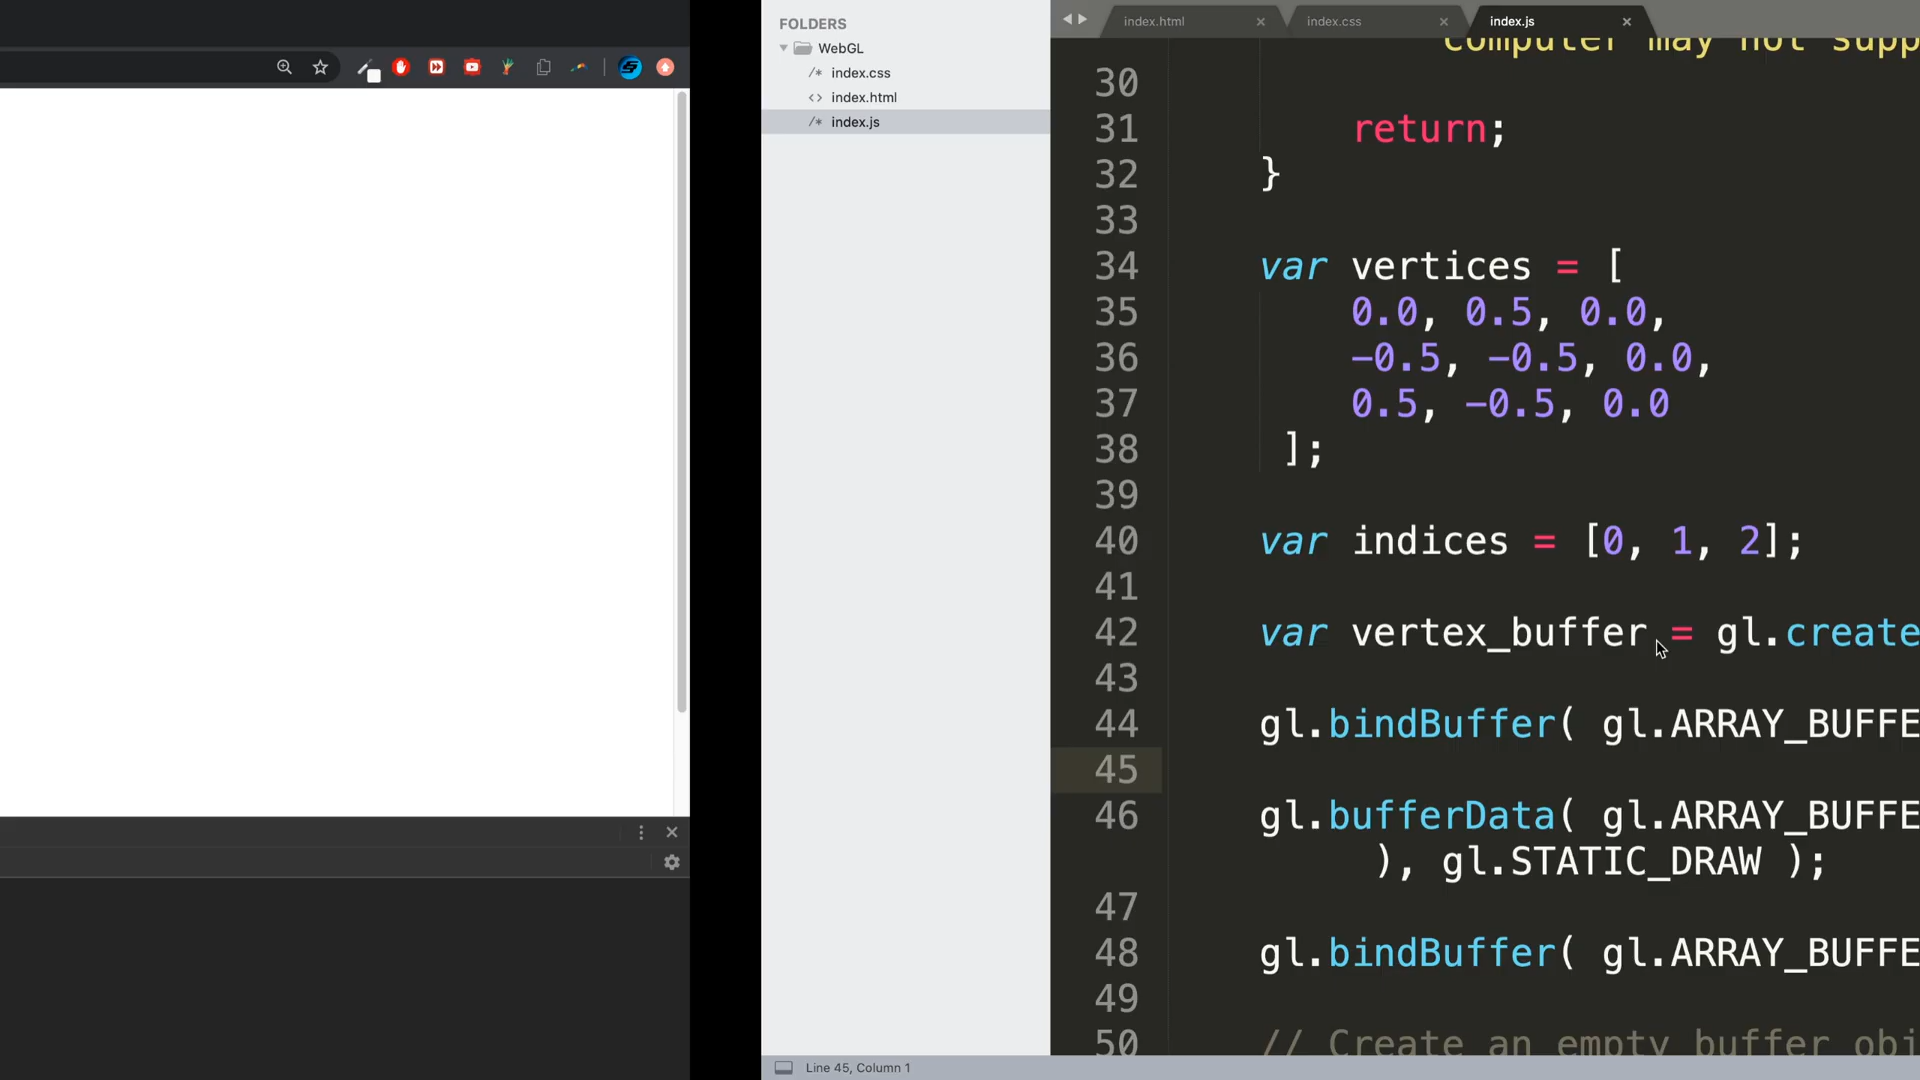 FOLDERS
WebGL
/* index.css
<> index.html
/* index.js
index.html
index.css
index.js
computer may not supp
30
31 return;
32 }
33
34 var vertices = [
35 0.0, 0.5, 0.0,
36 -0.5, -0.5, 0.0,
37 0.5, -0.5, 0.0
38 ];
39
40 var indices = [0, 1, 2];
41
42 var vertex_buffer = gl.create
43
44 gl.bindBuffer( gl.ARRAY_BUFFE
45
46 gl.bufferData( gl.ARRAY_BUFFE
), gl.STATIC_DRAW );
47
48 gl.bindBuffer( gl.ARRAY_BUFFE
49
50 // Create an empty buffer obj
Line 45, Column 1